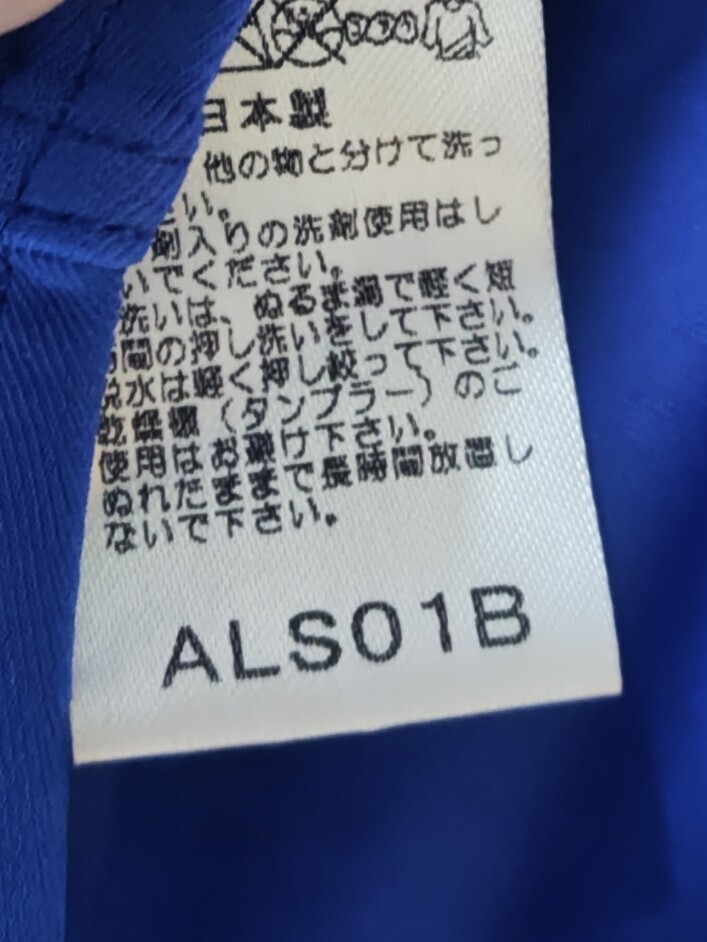 日本製
他の物と分けて洗っ
さい。
剤入りの洗剤使用はし
いでください。
洗いは、ぬるま湯で軽く短
時間の押し洗いをして下さい。
脱水は軽く押し絞って下さい。
乾燥機（タンブラー）のご
使用はお避け下さい。
ぬれたままで長時間放置し
ないで下さい。
ALS01B